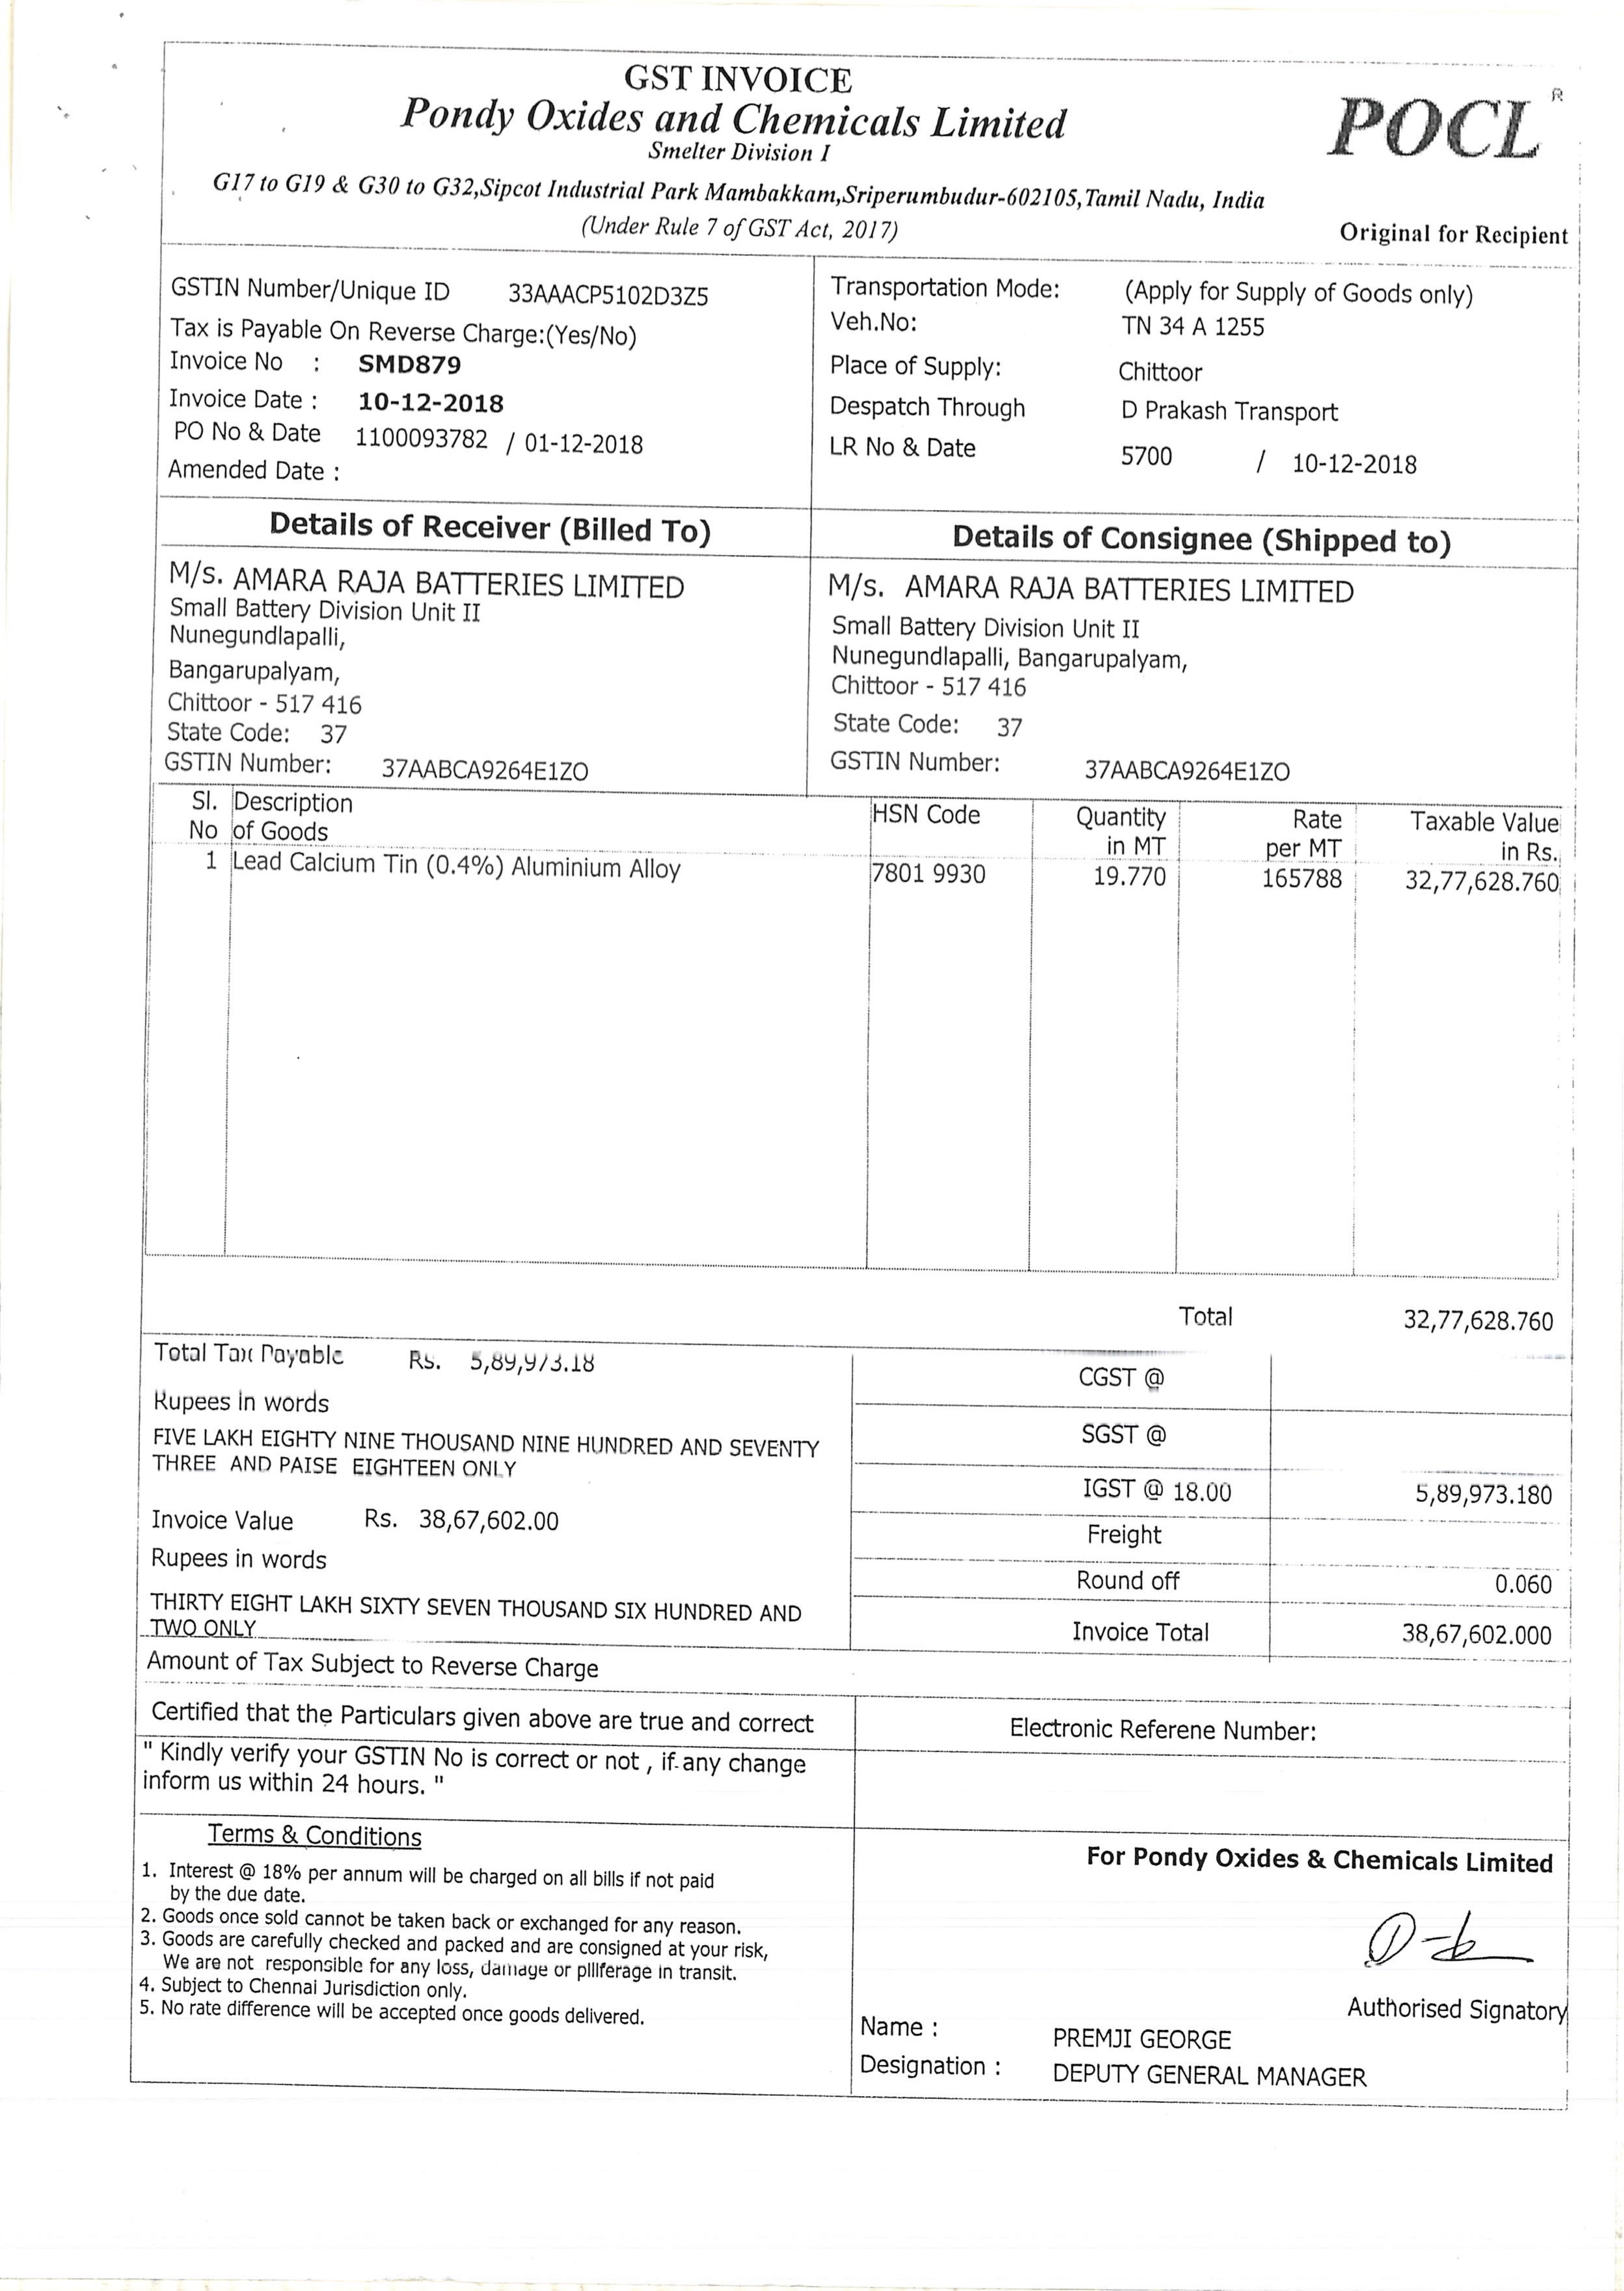 GST INVOICE
Pondy Oxides and Chemicals Limited
Smelter Division I
POCL ®
G17 to G19 & G30 to G32,Sipcot Industrial Park Mambakkam,Sriperumbudur-602105,Tamil Nadu, India
(Under Rule 7 of GST Act, 2017)
Original for Recipient
GSTIN Number/Unique ID 33AAACP5102D3Z5
Tax is Payable On Reverse Charge:(Yes/No)
Invoice No : SMD879
Invoice Date : 10-12-2018
PO No & Date 1100093782 / 01-12-2018
Amended Date :
Transportation Mode: (Apply for Supply of Goods only)
Veh.No: TN 34 A 1255
Place of Supply: Chittoor
Despatch Through D Prakash Transport
LR No & Date 5700 / 10-12-2018
Details of Receiver (Billed To)
M/s. AMARA RAJA BATTERIES LIMITED
Small Battery Division Unit II
Nunegundlapalli,
Bangarupalyam,
Chittoor - 517 416
State Code: 37
GSTIN Number: 37AABCA9264E1ZO
Details of Consignee (Shipped to)
M/s. AMARA RAJA BATTERIES LIMITED
Small Battery Division Unit II
Nunegundlapalli, Bangarupalyam,
Chittoor - 517 416
State Code: 37
GSTIN Number: 37AABCA9264E1ZO
Sl. Description HSN Code Quantity Rate Taxable Value
No of Goods in MT per MT in Rs.
1 Lead Calcium Tin (0.4%) Aluminium Alloy 7801 9930 19.770 165788 32,77,628.760
Total 32,77,628.760
Total Tax Payable Rs. 5,89,973.18
Rupees in words
FIVE LAKH EIGHTY NINE THOUSAND NINE HUNDRED AND SEVENTY
THREE AND PAISE EIGHTEEN ONLY
Invoice Value Rs. 38,67,602.00
Rupees in words
THIRTY EIGHT LAKH SIXTY SEVEN THOUSAND SIX HUNDRED AND
TWO ONLY
CGST @
SGST @
IGST @ 18.00 5,89,973.180
Freight
Round off 0.060
Invoice Total 38,67,602.000
Amount of Tax Subject to Reverse Charge
Certified that the Particulars given above are true and correct
" Kindly verify your GSTIN No is correct or not , if any change
inform us within 24 hours. "
Electronic Referene Number:
Terms & Conditions
1. Interest @ 18% per annum will be charged on all bills if not paid
by the due date.
2. Goods once sold cannot be taken back or exchanged for any reason.
3. Goods are carefully checked and packed and are consigned at your risk,
We are not responsible for any loss, damage or pilferage in transit.
4. Subject to Chennai Jurisdiction only.
5. No rate difference will be accepted once goods delivered.
For Pondy Oxides & Chemicals Limited
Authorised Signatory
Name : PREMJI GEORGE
Designation : DEPUTY GENERAL MANAGER